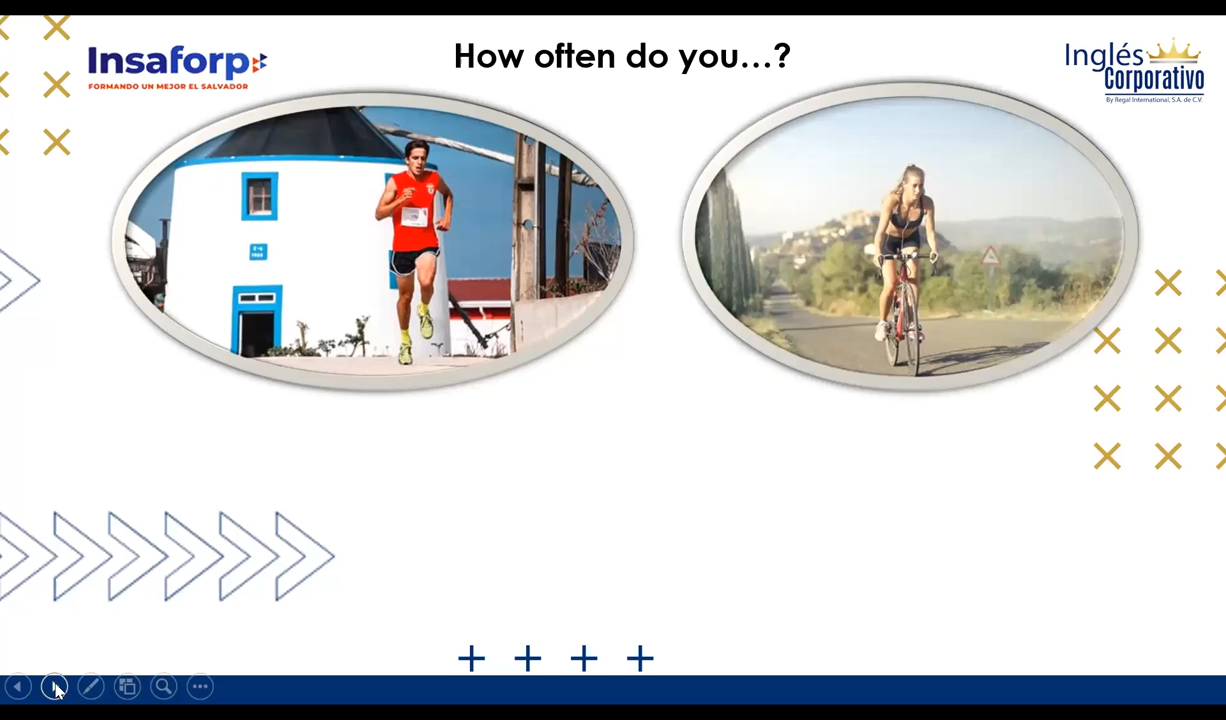 Insaforp
FORMANDO UN MEJOR EL SALVADOR
How often do you...?
Inglés
Corporativo
By Regal International, S.A. de C.V.